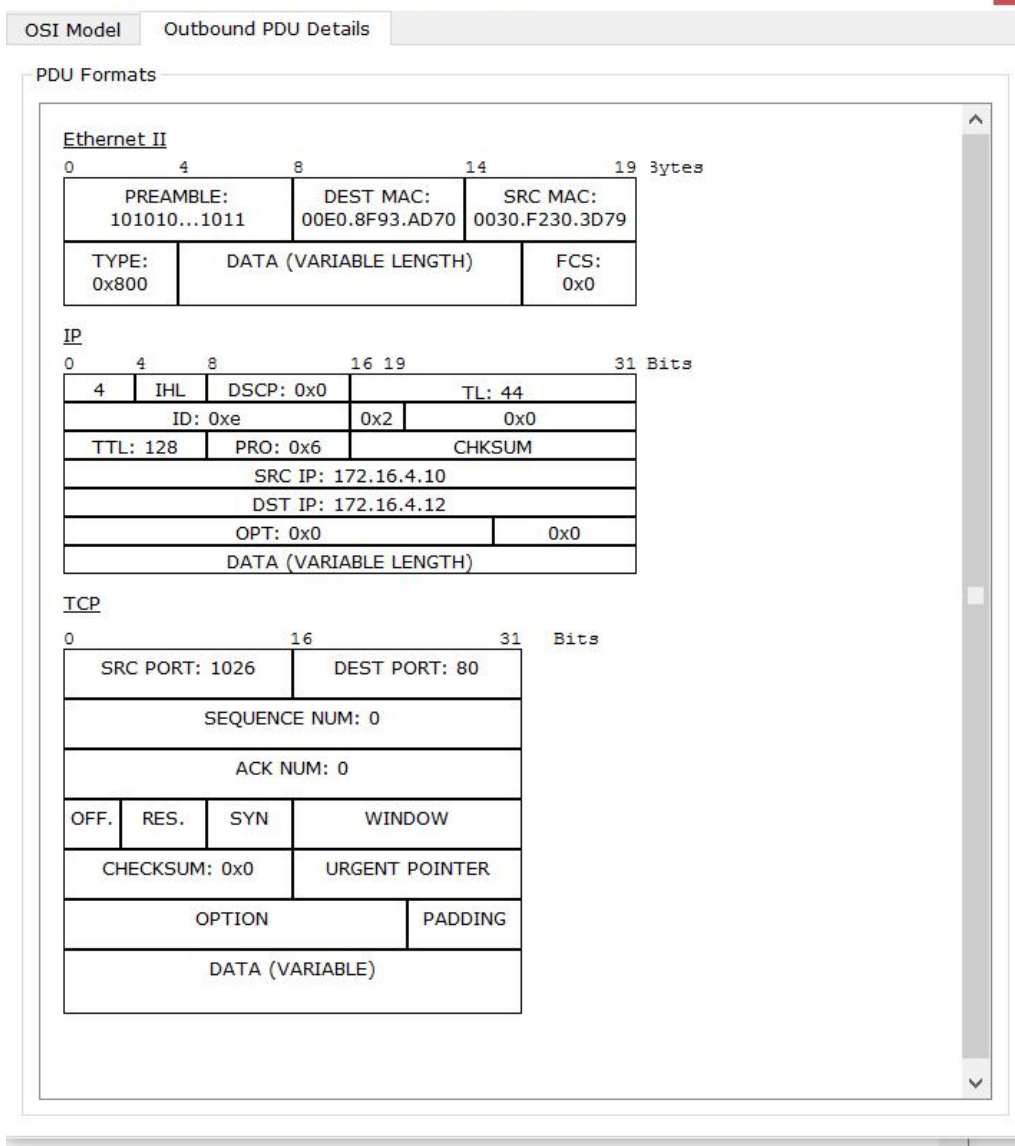 OSI Model Outbound PDU Details
PDU Formats
Ethernet II
0 4 8 14 19 Bytes
PREAMBLE: DEST MAC: SRC MAC:
101010...1011 00E0.8F93.AD70 0030.F230.3D79
TYPE: DATA (VARIABLE LENGTH) FCS:
0x800 0x0
IP
0 4 8 16 19 31 Bits
4 IHL DSCP: 0x0 TL: 44
ID: 0xe 0x2 0x0
TTL: 128 PRO: 0x6 CHKSUM
SRC IP: 172.16.4.10
DST IP: 172.16.4.12
OPT: 0x0 0x0
DATA (VARIABLE LENGTH)
TCP
0 16 31 Bits
SRC PORT: 1026 DEST PORT: 80
SEQUENCE NUM: 0
ACK NUM: 0
OFF. RES. SYN WINDOW
CHECKSUM: 0x0 URGENT POINTER
OPTION PADDING
DATA (VARIABLE)